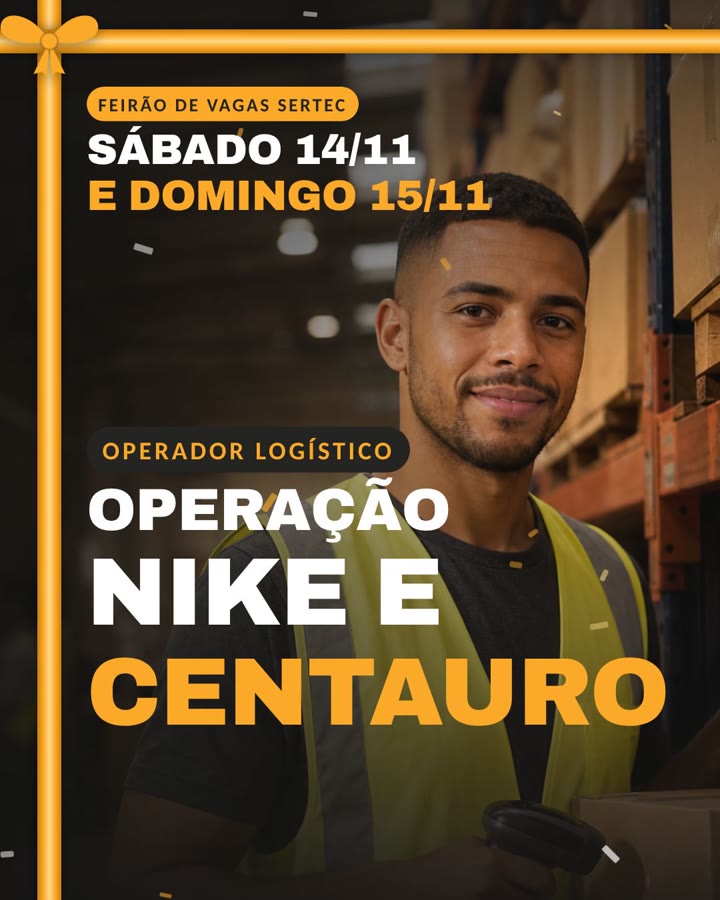 FEIRÃO DE VAGAS SERTEC
SÁBADO 14/11
E DOMINGO 15/11
OPERADOR LOGÍSTICO
OPERAÇÃO
NIKE E
CENTAURO